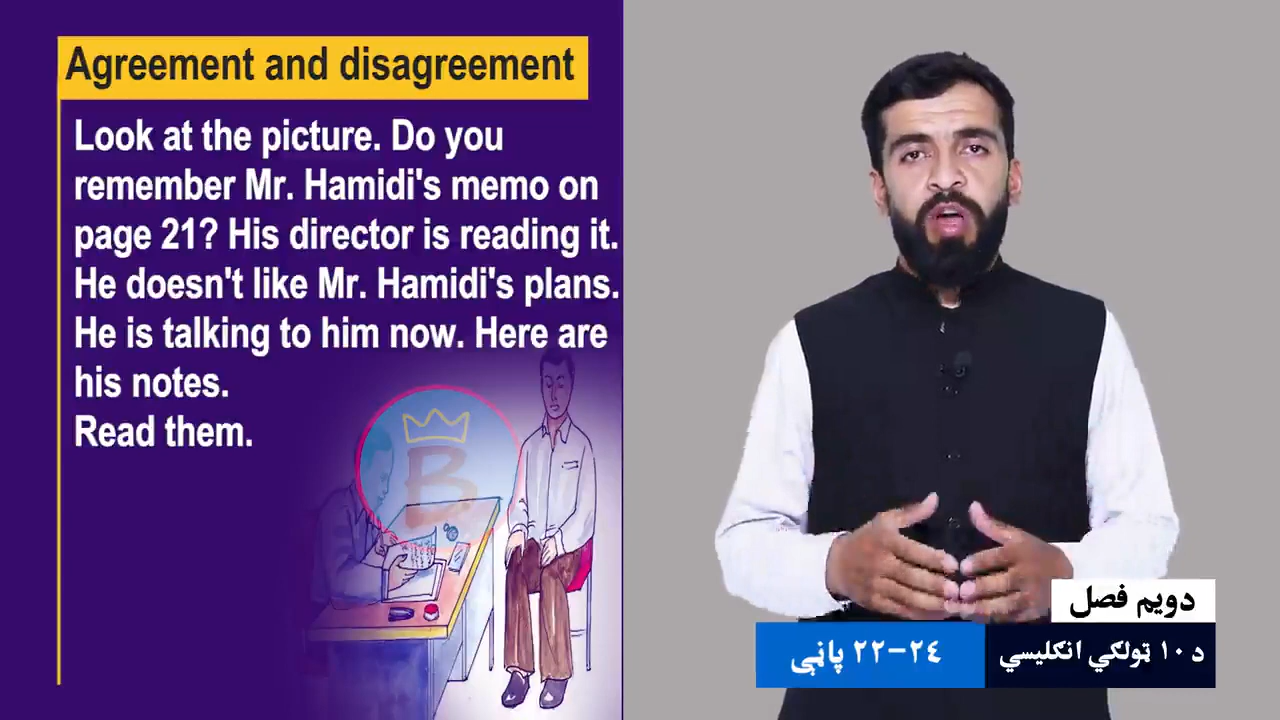 Agreement and disagreement
Look at the picture. Do you
remember Mr. Hamidi's memo on
page 21? His director is reading it.
He doesn't like Mr. Hamidi's plans.
He is talking to him now. Here are
his notes.
Read them.
B
دویم فصل
د ۱۰ ټولګي انګلیسي
۲۲-۲٤ پاڼې